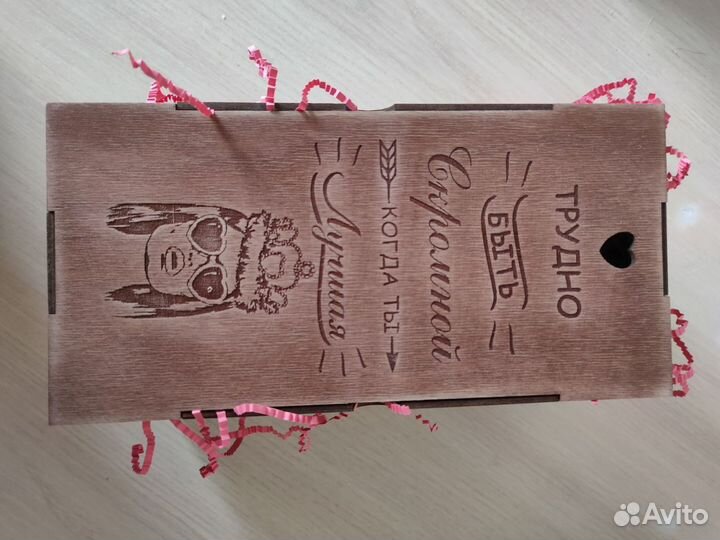 ТРУДНО
БЫТЬ
Скромной
КОГДА ТЫ
Лучшая
Avito